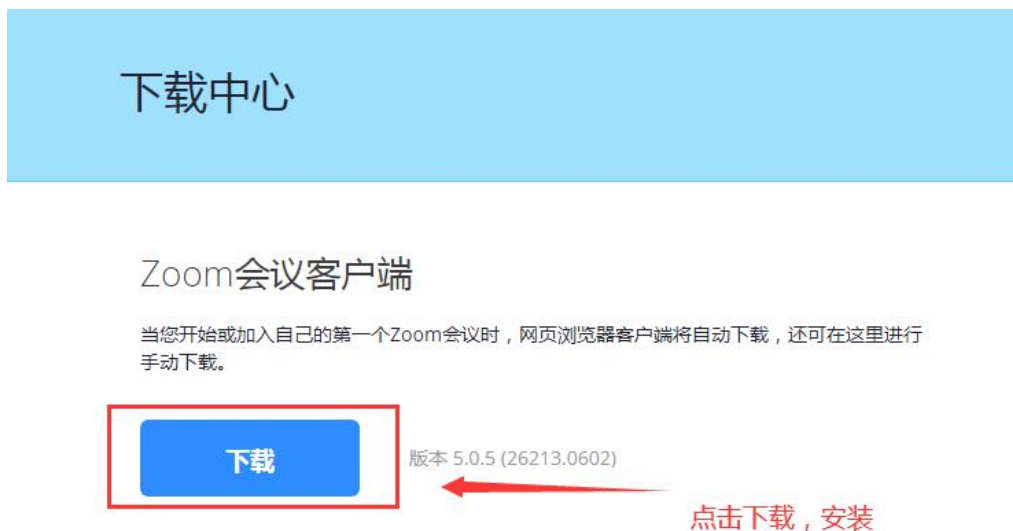 下载中心
Zoom会议客户端
当您开始或加入自己的第一个Zoom会议时，网页浏览器客户端将自动下载，还可在这里进行
手动下载。
下载
版本 5.0.5 (26213.0602)
点击下载，安装